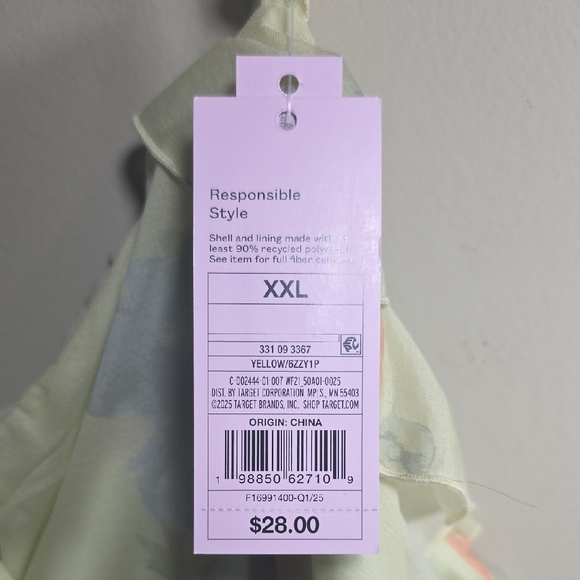 Responsible
Style
Shell and lining made with at
least 90% recycled polyester.
See item for full fiber content.
XXL
331 09 3367
YELLOW/6ZZY1P
C-002444 01 007 WF21 50A01-0025
DIST. BY TARGET CORPORATION MPLS., MN 55403
©2025 TARGET BRANDS, INC. SHOP TARGET.COM
ORIGIN: CHINA
1 98850 62710 9
F16991400-Q1/25
$28.00